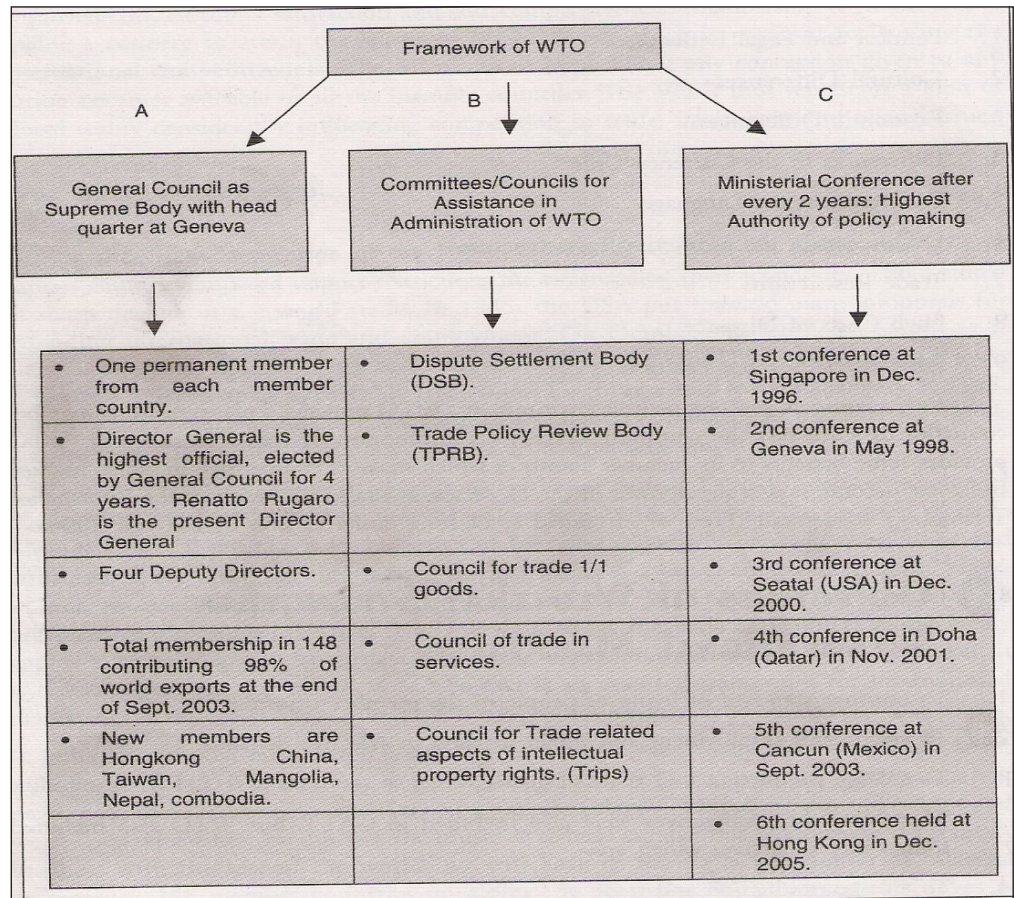 Framework of WTO
A
B
C
General Council as
Supreme Body with head
quarter at Geneva
Committees/Councils for
Assistance in
Administration of WTO
Ministerial Conference after
every 2 years: Highest
Authority of policy making
• One permanent member
from each member
country.
• Dispute Settlement Body
(DSB).
• 1st conference at
Singapore in Dec.
1996.
• Director General is the
highest official, elected
by General Council for 4
years. Renatto Rugaro
is the present Director
General
• Trade Policy Review Body
(TPRB).
• 2nd conference at
Geneva in May 1998.
• Four Deputy Directors.
• Council for trade 1/1
goods.
• 3rd conference at
Seatal (USA) in Dec.
2000.
• Total membership in 148
contributing 98% of
world exports at the end
of Sept. 2003.
• Council of trade in
services.
• 4th conference in Doha
(Qatar) in Nov. 2001.
• New members are
Hongkong China,
Taiwan, Mangolia,
Nepal, combodia.
• Council for Trade related
aspects of intellectual
property rights. (Trips)
• 5th conference at
Cancun (Mexico) in
Sept. 2003.
• 6th conference held at
Hong Kong in Dec.
2005.